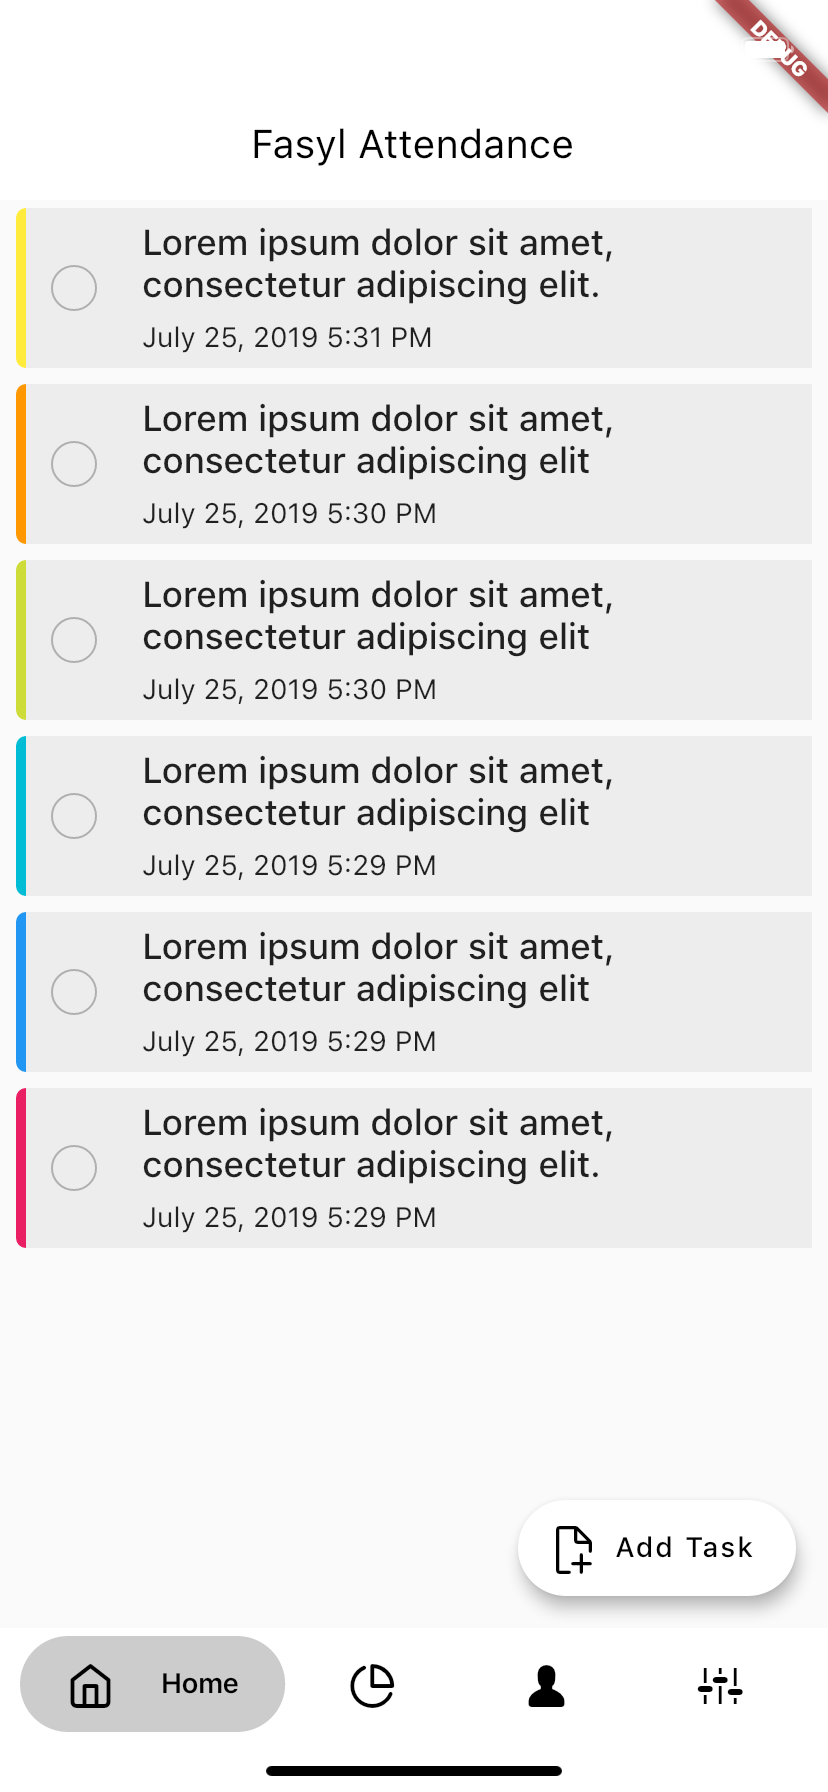 DEBUG
Fasyl Attendance
Lorem ipsum dolor sit amet,
consectetur adipiscing elit.
July 25, 2019 5:31 PM
Lorem ipsum dolor sit amet,
consectetur adipiscing elit
July 25, 2019 5:30 PM
Lorem ipsum dolor sit amet,
consectetur adipiscing elit
July 25, 2019 5:30 PM
Lorem ipsum dolor sit amet,
consectetur adipiscing elit
July 25, 2019 5:29 PM
Lorem ipsum dolor sit amet,
consectetur adipiscing elit
July 25, 2019 5:29 PM
Lorem ipsum dolor sit amet,
consectetur adipiscing elit.
July 25, 2019 5:29 PM
Add Task
Home